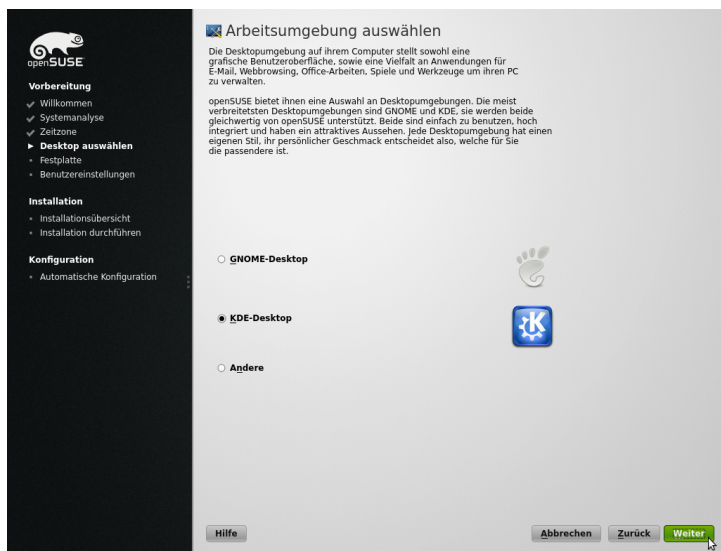 openSUSE
Vorbereitung
Willkommen
Systemanalyse
Zeitzone
Desktop auswählen
Festplatte
Benutzereinstellungen
Installation
Installationsübersicht
Installation durchführen
Konfiguration
Automatische Konfiguration
Arbeitsumgebung auswählen
Die Desktopumgebung auf ihrem Computer stellt sowohl eine
grafische Benutzeroberfläche, sowie eine Vielfalt an Anwendungen für
E-Mail, Webbrowsing, Office-Arbeiten, Spiele und Werkzeuge um ihren PC
zu verwalten.
openSUSE bietet ihnen eine Auswahl an Desktopumgebungen. Die meist
verbreitetsten Desktopumgebungen sind GNOME und KDE, sie werden beide
gleichwertig von openSUSE unterstützt. Beide sind einfach zu benutzen, hoch
integriert und haben ein attraktives Aussehen. Jede Desktopumgebung hat einen
eigenen Stil, ihr persönlicher Geschmack entscheidet also, welche für Sie
die passendere ist.
GNOME-Desktop
KDE-Desktop
K
Andere
Hilfe
Abbrechen
Zurück
Weiter